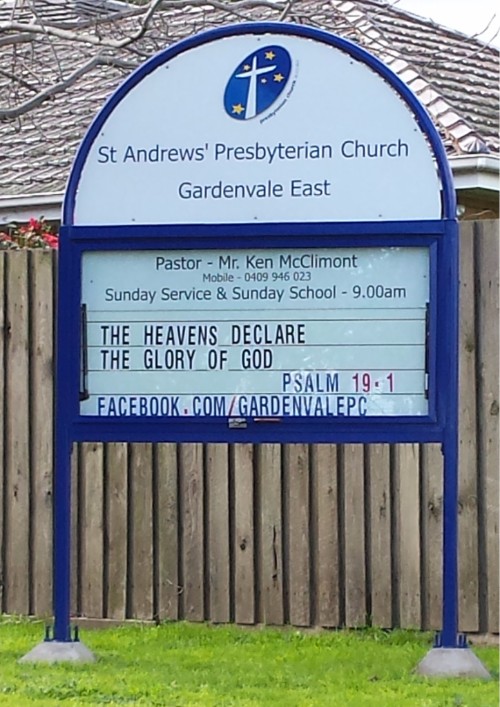 St Andrews' Presbyterian Church
Gardenvale East
Pastor - Mr. Ken McClimont
Mobile - 0409 946 023
Sunday Service & Sunday School - 9.00am
THE HEAVENS DECLARE
THE GLORY OF GOD
PSALM 19·1
FACEBOOK.COM/GARDENVALEPC